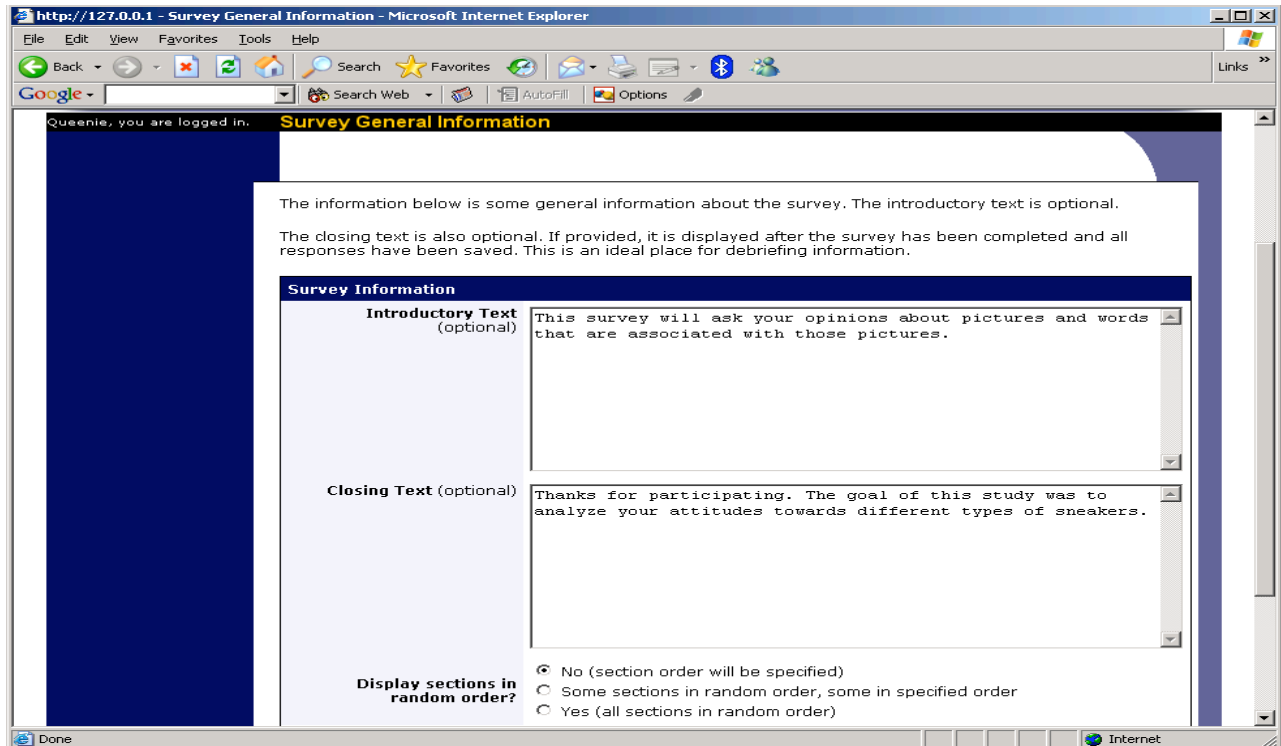 http://127.0.0.1 - Survey General Information - Microsoft Internet Explorer
File Edit View Favorites Tools Help
Back Search Favorites Links »
Google Search Web AutoFill Options
Queenie, you are logged in. Survey General Information
The information below is some general information about the survey. The introductory text is optional.
The closing text is also optional. If provided, it is displayed after the survey has been completed and all
responses have been saved. This is an ideal place for debriefing information.
Survey Information
Introductory Text
(optional)
This survey will ask your opinions about pictures and words
that are associated with those pictures.
Closing Text (optional)
Thanks for participating. The goal of this study was to
analyze your attitudes towards different types of sneakers.
Display sections in
random order?
No (section order will be specified)
Some sections in random order, some in specified order
Yes (all sections in random order)
Done Internet